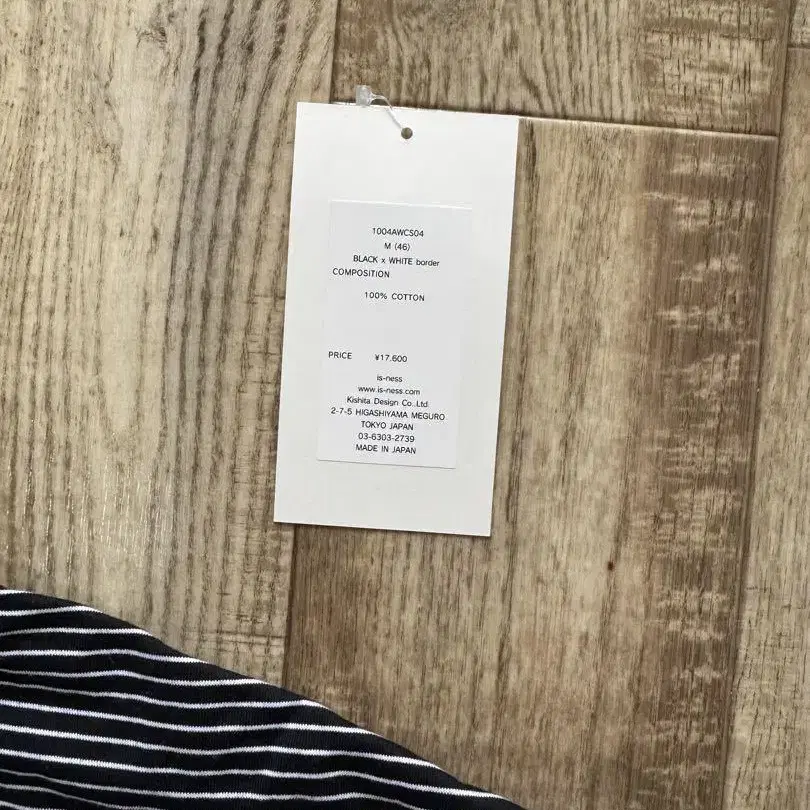 1004AWCS04
M (46)
BLACK x WHITE border
COMPOSITION
100% COTTON
PRICE ¥17.600
is-ness
www.is-ness.com
Kishita Design Co.,Ltd.
2-7-5 HIGASHIYAMA MEGURO
TOKYO JAPAN
03-6303-2739
MADE IN JAPAN